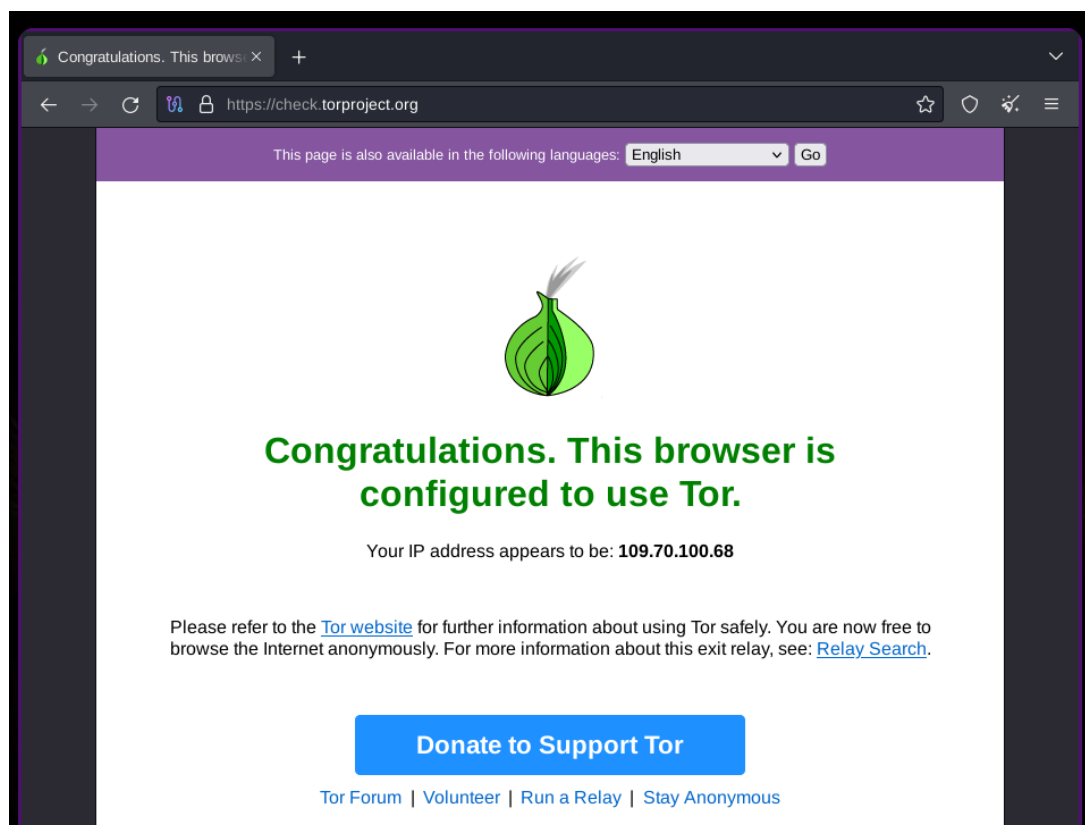 Congratulations. This brows
https://check.torproject.org
This page is also available in the following languages: English Go
Congratulations. This browser is
configured to use Tor.
Your IP address appears to be: 109.70.100.68
Please refer to the Tor website for further information about using Tor safely. You are now free to
browse the Internet anonymously. For more information about this exit relay, see: Relay Search.
Donate to Support Tor
Tor Forum | Volunteer | Run a Relay | Stay Anonymous